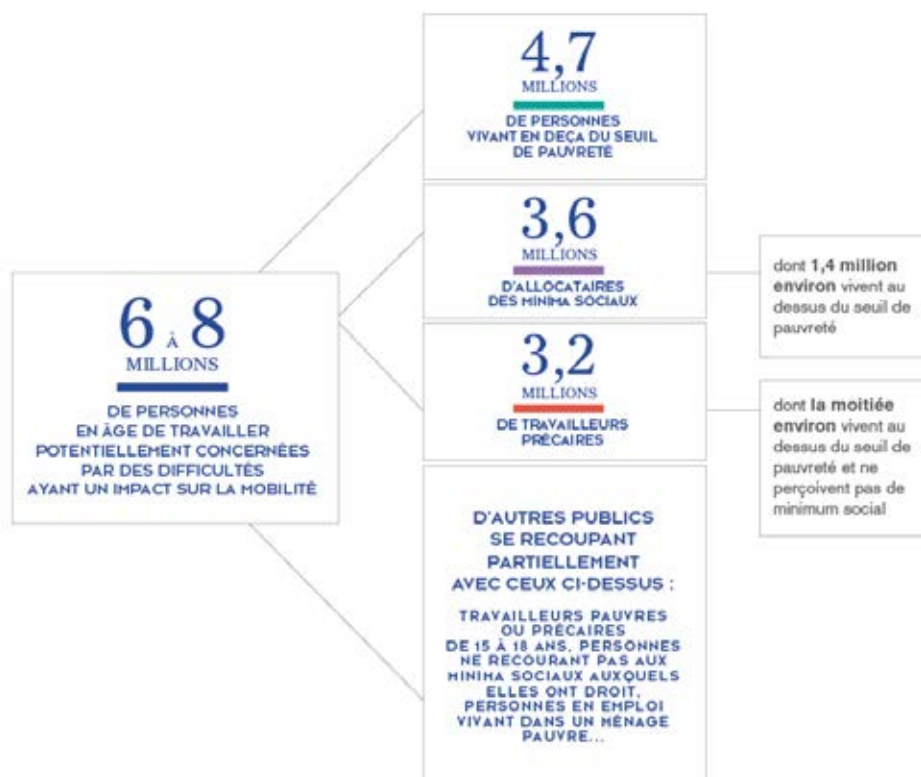 4,7
MILLIONS
DE PERSONNES
VIVANT EN DEÇA DU SEUIL
DE PAUVRETÉ
3,6
MILLIONS
D'ALLOCATAIRES
DES MINIMA SOCIAUX
dont 1,4 million
environ vivent au
dessus du seuil de
pauvreté
6 À 8
MILLIONS
DE PERSONNES
EN ÂGE DE TRAVAILLER
POTENTIELLEMENT CONCERNÉES
PAR DES DIFFICULTÉS
AYANT UN IMPACT SUR LA MOBILITÉ
3,2
MILLIONS
DE TRAVAILLEURS
PRÉCAIRES
dont la moitiée
environ vivent au
dessus du seuil de
pauvreté et ne
perçoivent pas de
minimum social
D'AUTRES PUBLICS
SE RECOUPANT
PARTIELLEMENT
AVEC CEUX CI-DESSUS :
TRAVAILLEURS PAUVRES
OU PRÉCAIRES
DE 15 À 18 ANS, PERSONNES
NE RECOURANT PAS AUX
MINIMA SOCIAUX AUXQUELS
ELLES ONT DROIT,
PERSONNES EN EMPLOI
VIVANT DANS UN MÉNAGE
PAUVRE...